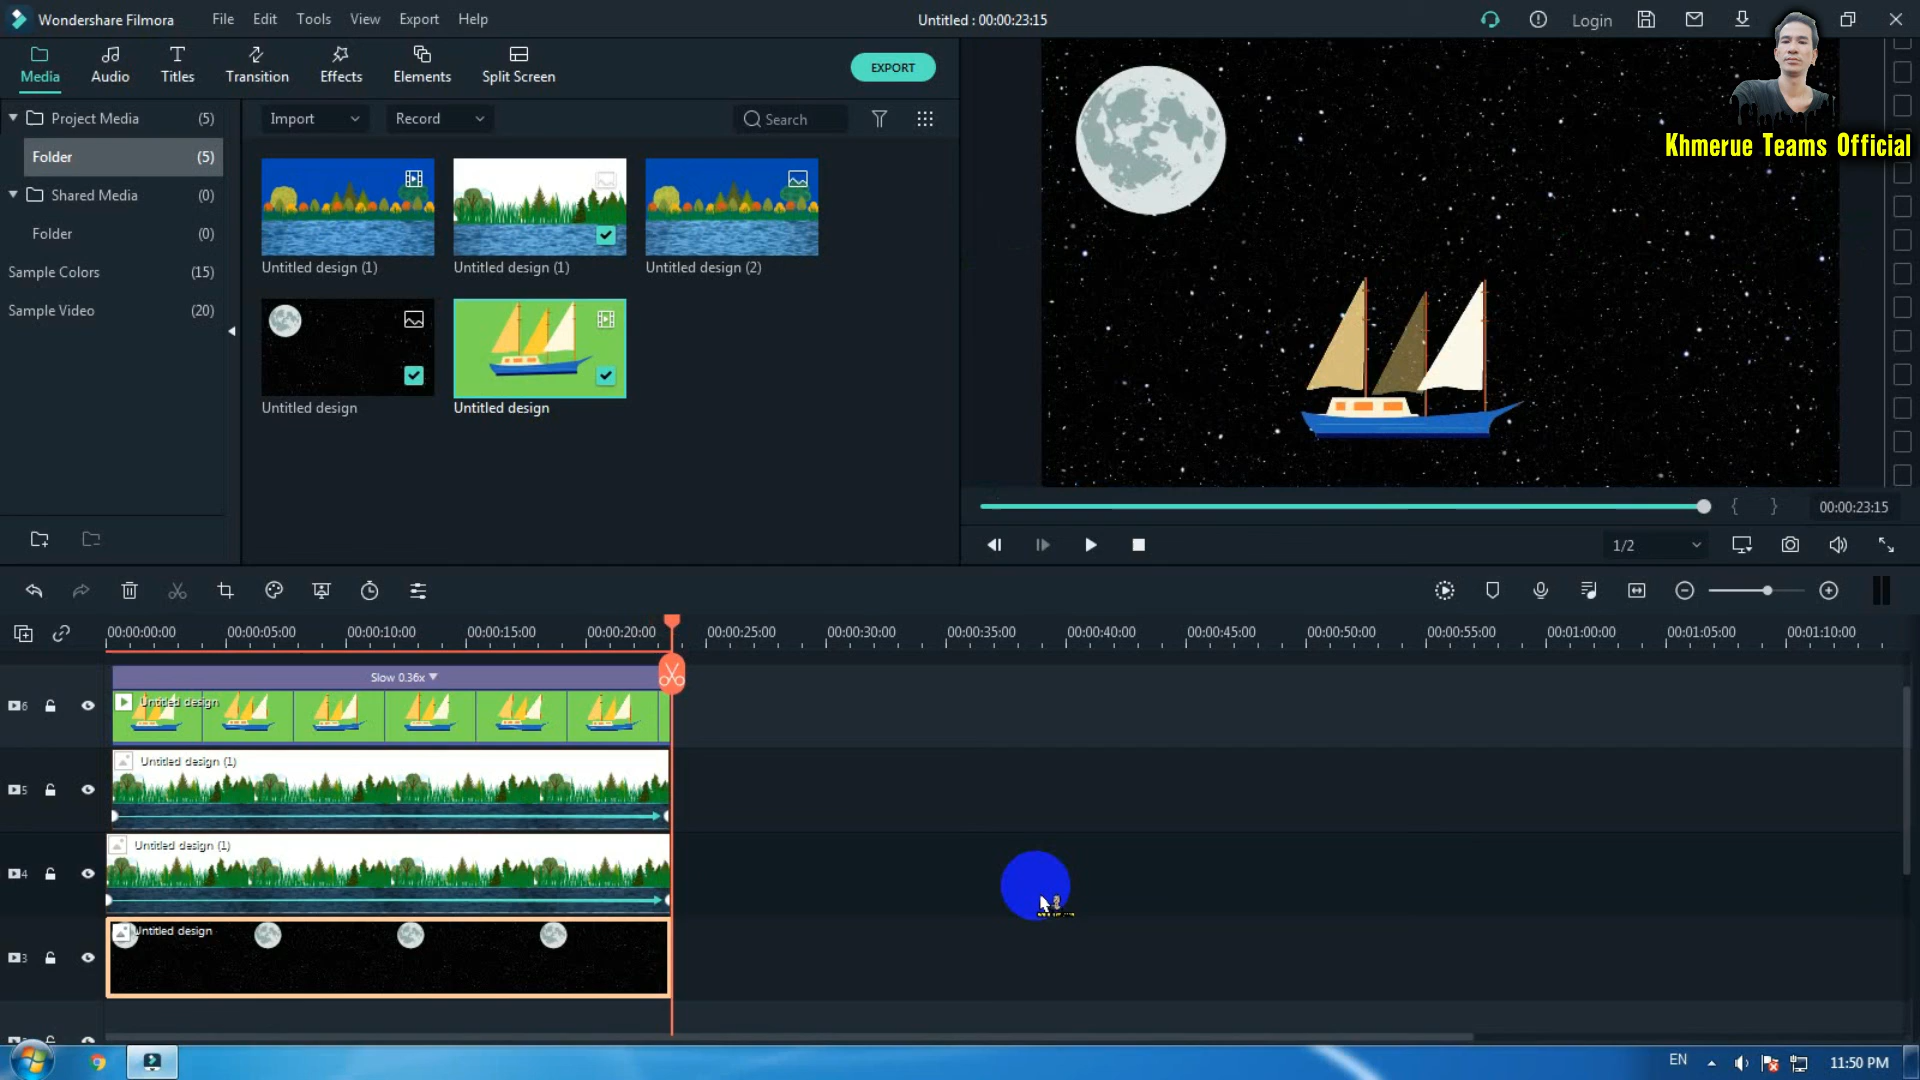 Wondershare Filmora File Edit Tools View Export Help Untitled : 00:00:23:15 Login
Media Audio Titles Transition Effects Elements Split Screen EXPORT
Khmerue Teams Official
Project Media (5)
Folder (5)
Shared Media (0)
Folder (0)
Sample Colors (15)
Sample Video (20)
Import Record Search
Untitled design (1) Untitled design (1) Untitled design (2)
Untitled design Untitled design
{ } 00:00:23:15
1/2
00:00:00:00 00:00:05:00 00:00:10:00 00:00:15:00 00:00:20:00 00:00:25:00 00:00:30:00 00:00:35:00 00:00:40:00 00:00:45:00 00:00:50:00 00:00:55:00 00:01:00:00 00:01:05:00 00:01:10:00
Slow 0.36x
6 Untitled design
5 Untitled design (1)
4 Untitled design (1)
3 Untitled design
EN 11:50 PM